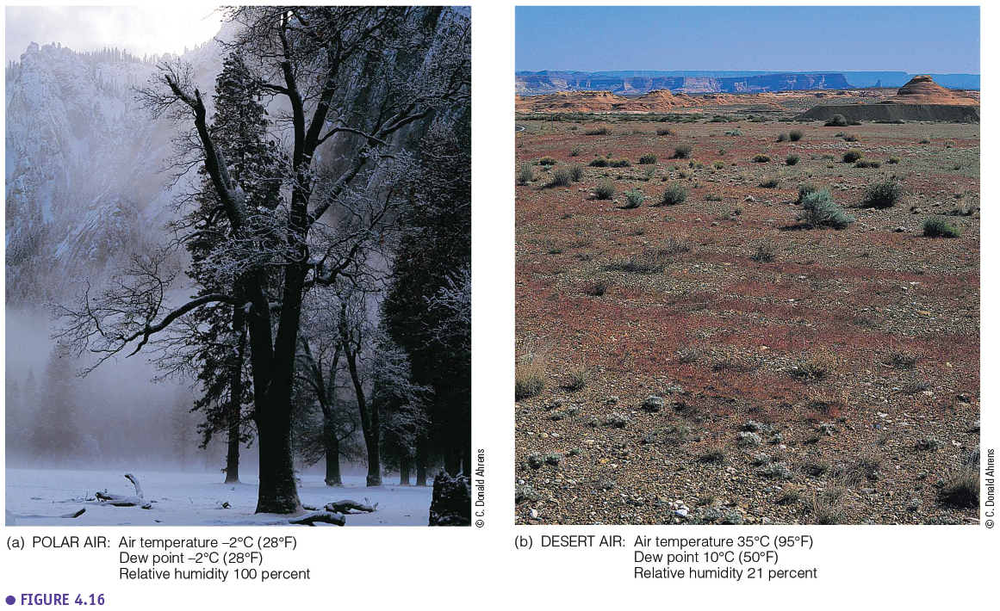 © C. Donald Ahrens
© C. Donald Ahrens
(a) POLAR AIR: Air temperature –2°C (28°F)
Dew point –2°C (28°F)
Relative humidity 100 percent
(b) DESERT AIR: Air temperature 35°C (95°F)
Dew point 10°C (50°F)
Relative humidity 21 percent
● FIGURE 4.16